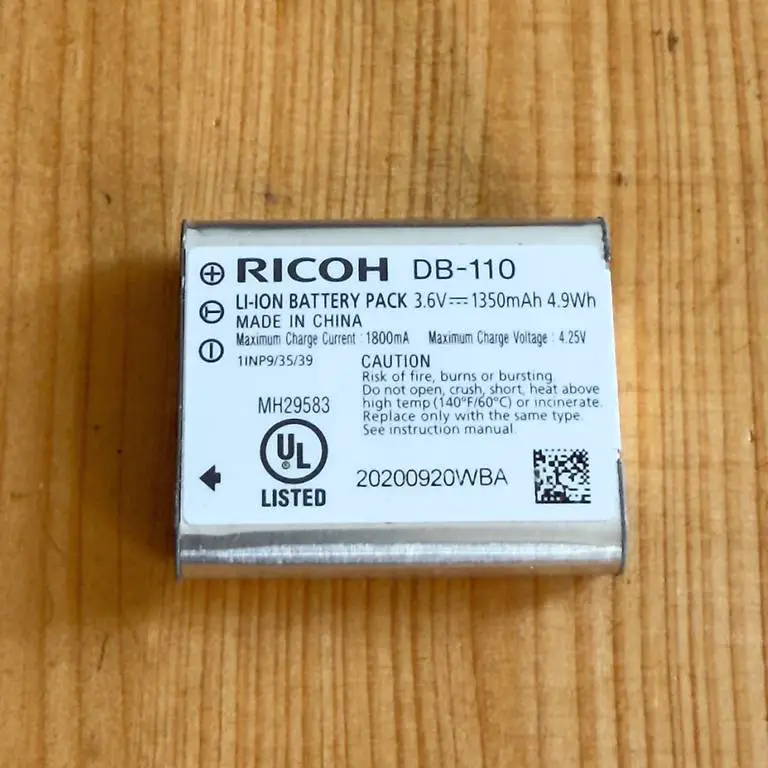 RICOH DB-110
LI-ION BATTERY PACK 3.6V⎓1350mAh 4.9Wh
MADE IN CHINA
Maximum Charge Current : 1800mA Maximum Charge Voltage : 4.25V
1INP9/35/39
CAUTION
Risk of fire, burns or bursting.
Do not open, crush, short, heat above
high temp (140°F/60°C) or incinerate.
Replace only with the same type.
See instruction manual.
MH29583
UL
®
LISTED
20200920WBA